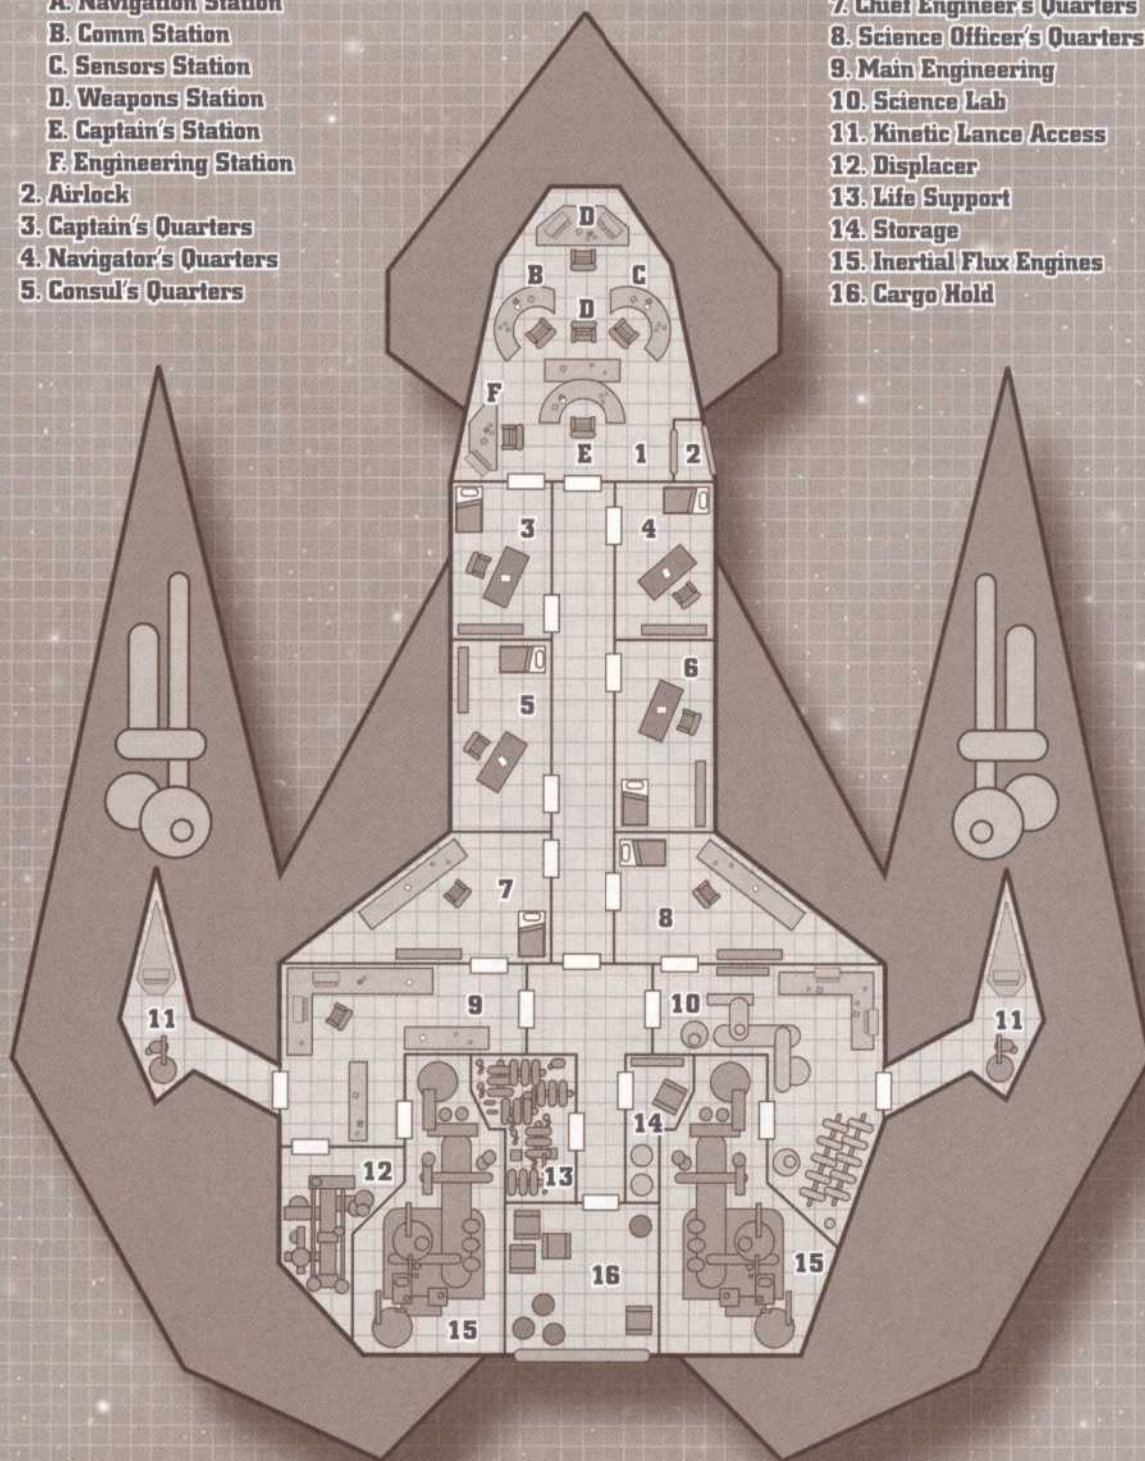 A. Navigation Station
B. Comm Station
C. Sensors Station
D. Weapons Station
E. Captain's Station
F. Engineering Station
2. Airlock
3. Captain's Quarters
4. Navigator's Quarters
5. Consul's Quarters
7. Chief Engineer's Quarters
8. Science Officer's Quarters
9. Main Engineering
10. Science Lab
11. Kinetic Lance Access
12. Displacer
13. Life Support
14. Storage
15. Inertial Flux Engines
16. Cargo Hold
D
B
C
D
F
E
1
2
3
4
5
6
7
8
9
10
11
11
12
13
14
15
16
15